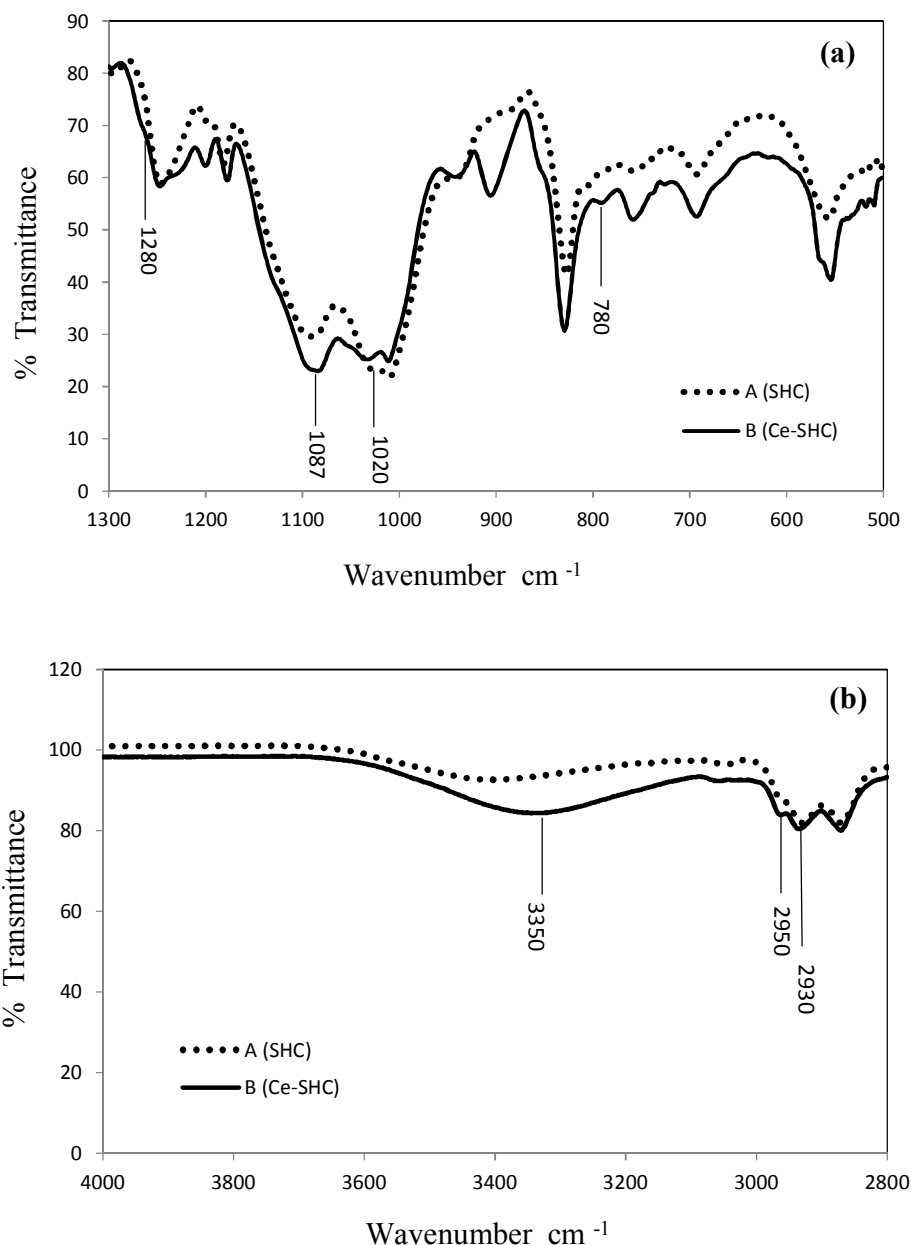 90
(a)
80
70
60
50
40
30
20
10
0
% Transmittance
1280
1087
1020
780
A (SHC)
B (Ce-SHC)
1300 1200 1100 1000 900 800 700 600 500
Wavenumber cm -1
120
(b)
100
80
60
40
20
0
% Transmittance
3350
2950
2930
A (SHC)
B (Ce-SHC)
4000 3800 3600 3400 3200 3000 2800
Wavenumber cm -1